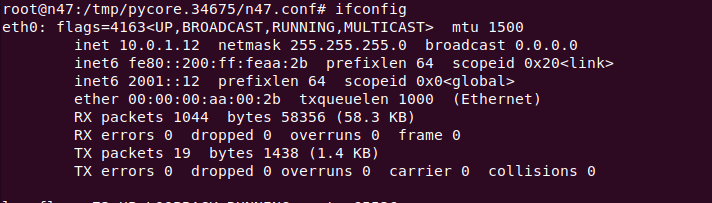 root@n47:/tmp/pycore.34675/n47.conf# ifconfig
eth0: flags=4163<UP,BROADCAST,RUNNING,MULTICAST>  mtu 1500
        inet 10.0.1.12  netmask 255.255.255.0  broadcast 0.0.0.0
        inet6 fe80::200:ff:feaa:2b  prefixlen 64  scopeid 0x20<link>
        inet6 2001::12  prefixlen 64  scopeid 0x0<global>
        ether 00:00:00:aa:00:2b  txqueuelen 1000  (Ethernet)
        RX packets 1044  bytes 58356 (58.3 KB)
        RX errors 0  dropped 0  overruns 0  frame 0
        TX packets 19  bytes 1438 (1.4 KB)
        TX errors 0  dropped 0 overruns 0  carrier 0  collisions 0